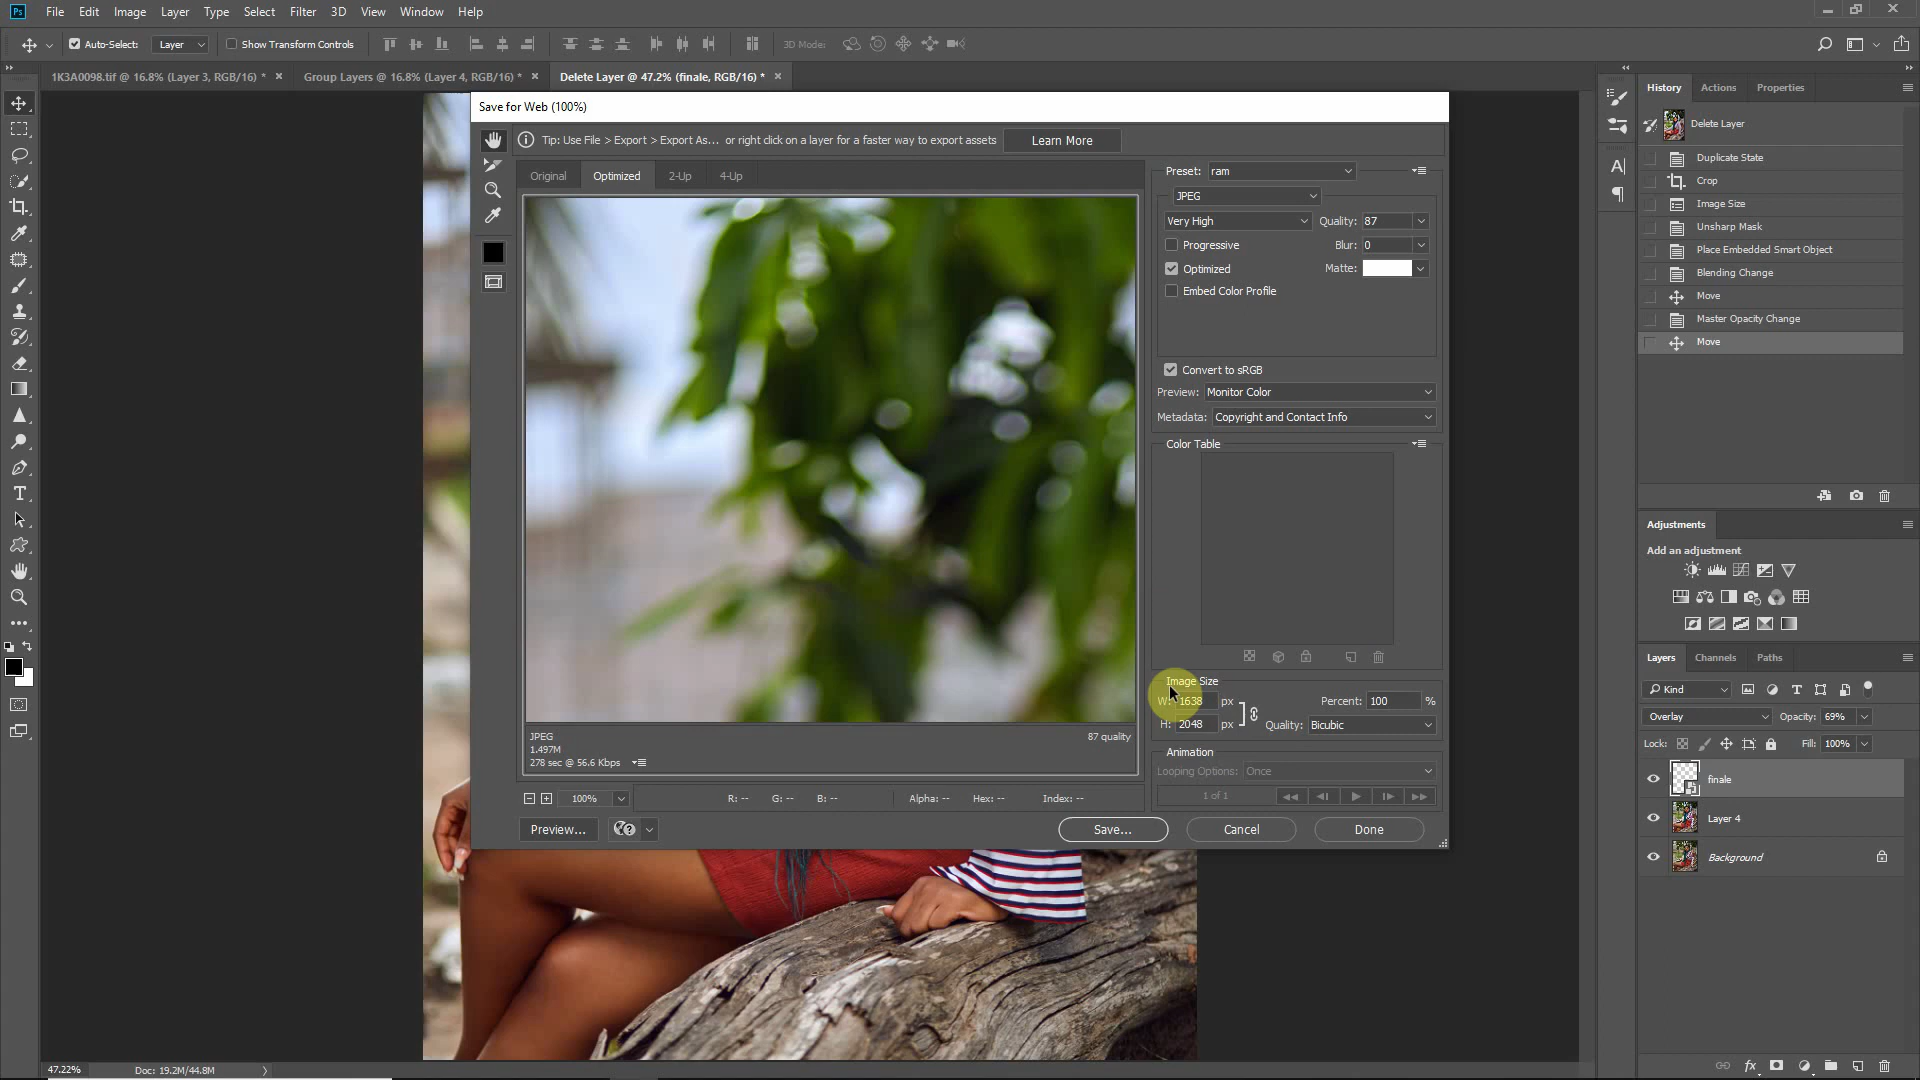 Ps File Edit Image Layer Type Select Filter 3D View Window Help
Auto-Select: Layer Show Transform Controls 3D Mode:
1K3A0098.tif @ 16.8% (Layer 3, RGB/16) * × Group Layers @ 16.8% (Layer 4, RGB/16) * × Delete Layer @ 47.2% (finale, RGB/16) * ×
Save for Web (100%)
Tip: Use File > Export > Export As... or right click on a layer for a faster way to export assets Learn More
Original Optimized 2-Up 4-Up
Preset: ram
JPEG
Very High Quality: 87
Progressive Blur: 0
Optimized Matte:
Embed Color Profile
Convert to sRGB
Preview: Monitor Color
Metadata: Copyright and Contact Info
Color Table
Image Size
W: 1638 px Percent: 100 %
H: 2048 px Quality: Bicubic
Animation
Looping Options: Once
1 of 1
JPEG 87 quality
1.497M
278 sec @ 56.6 Kbps
100% R: -- G: -- B: -- Alpha: -- Hex: -- Index: --
Preview... Save... Cancel Done
History Actions Properties
Delete Layer
Duplicate State
Crop
Image Size
Unsharp Mask
Place Embedded Smart Object
Blending Change
Move
Master Opacity Change
Move
Adjustments
Add an adjustment
Layers Channels Paths
Kind
Overlay Opacity: 69%
Lock: Fill: 100%
finale
Layer 4
Background
fx
47.22% Doc: 19.2M/44.8M